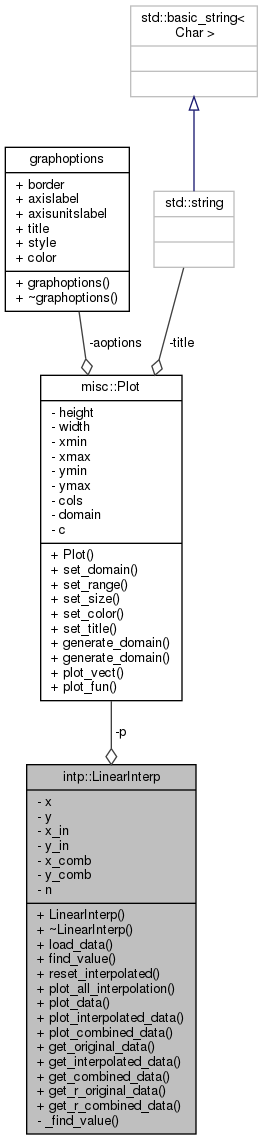 std::basic_string<
Char >
graphoptions
+ border
+ axislabel
+ axisunitslabel
+ title
+ style
+ color
+ graphoptions()
+ ~graphoptions()
std::string
-aoptions
-title
misc::Plot
- height
- width
- xmin
- xmax
- ymin
- ymax
- cols
- domain
- c
+ Plot()
+ set_domain()
+ set_range()
+ set_size()
+ set_color()
+ set_title()
+ generate_domain()
+ generate_domain()
+ plot_vect()
+ plot_fun()
-p
intp::LinearInterp
- x
- y
- x_in
- y_in
- x_comb
- y_comb
- n
+ LinearInterp()
+ ~LinearInterp()
+ load_data()
+ find_value()
+ reset_interpolated()
+ plot_all_interpolation()
+ plot_data()
+ plot_interpolated_data()
+ plot_combined_data()
+ get_original_data()
+ get_interpolated_data()
+ get_combined_data()
+ get_r_original_data()
+ get_r_combined_data()
- _find_value()